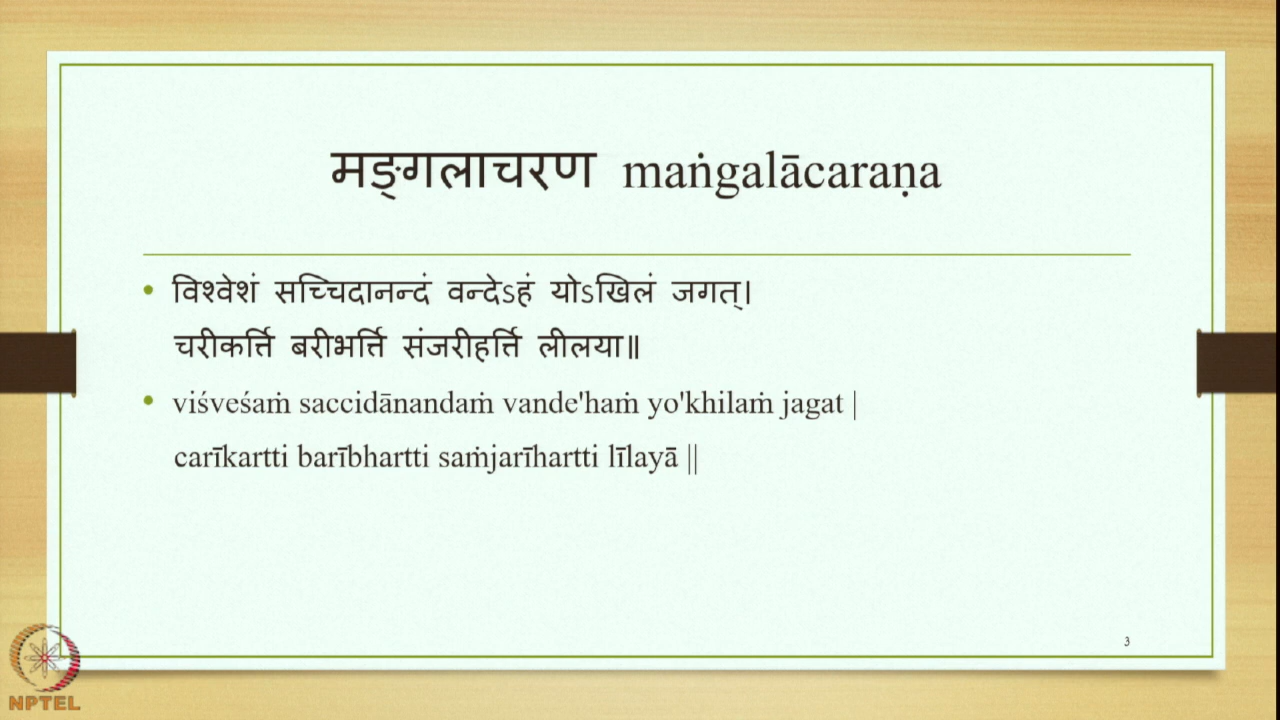 मङ्गलाचरण maṅgalācaraṇa
• विश्वेशं सच्चिदानन्दं वन्देऽहं योऽखिलं जगत्।
चरीकर्त्ति बरीभर्त्ति संजरीहर्त्ति लीलया॥
• viśveśaṁ saccidānandaṁ vande'haṁ yo'khilaṁ jagat |
carīkartti barībhartti saṁjarīhartti līlayā ||
3
NPTEL